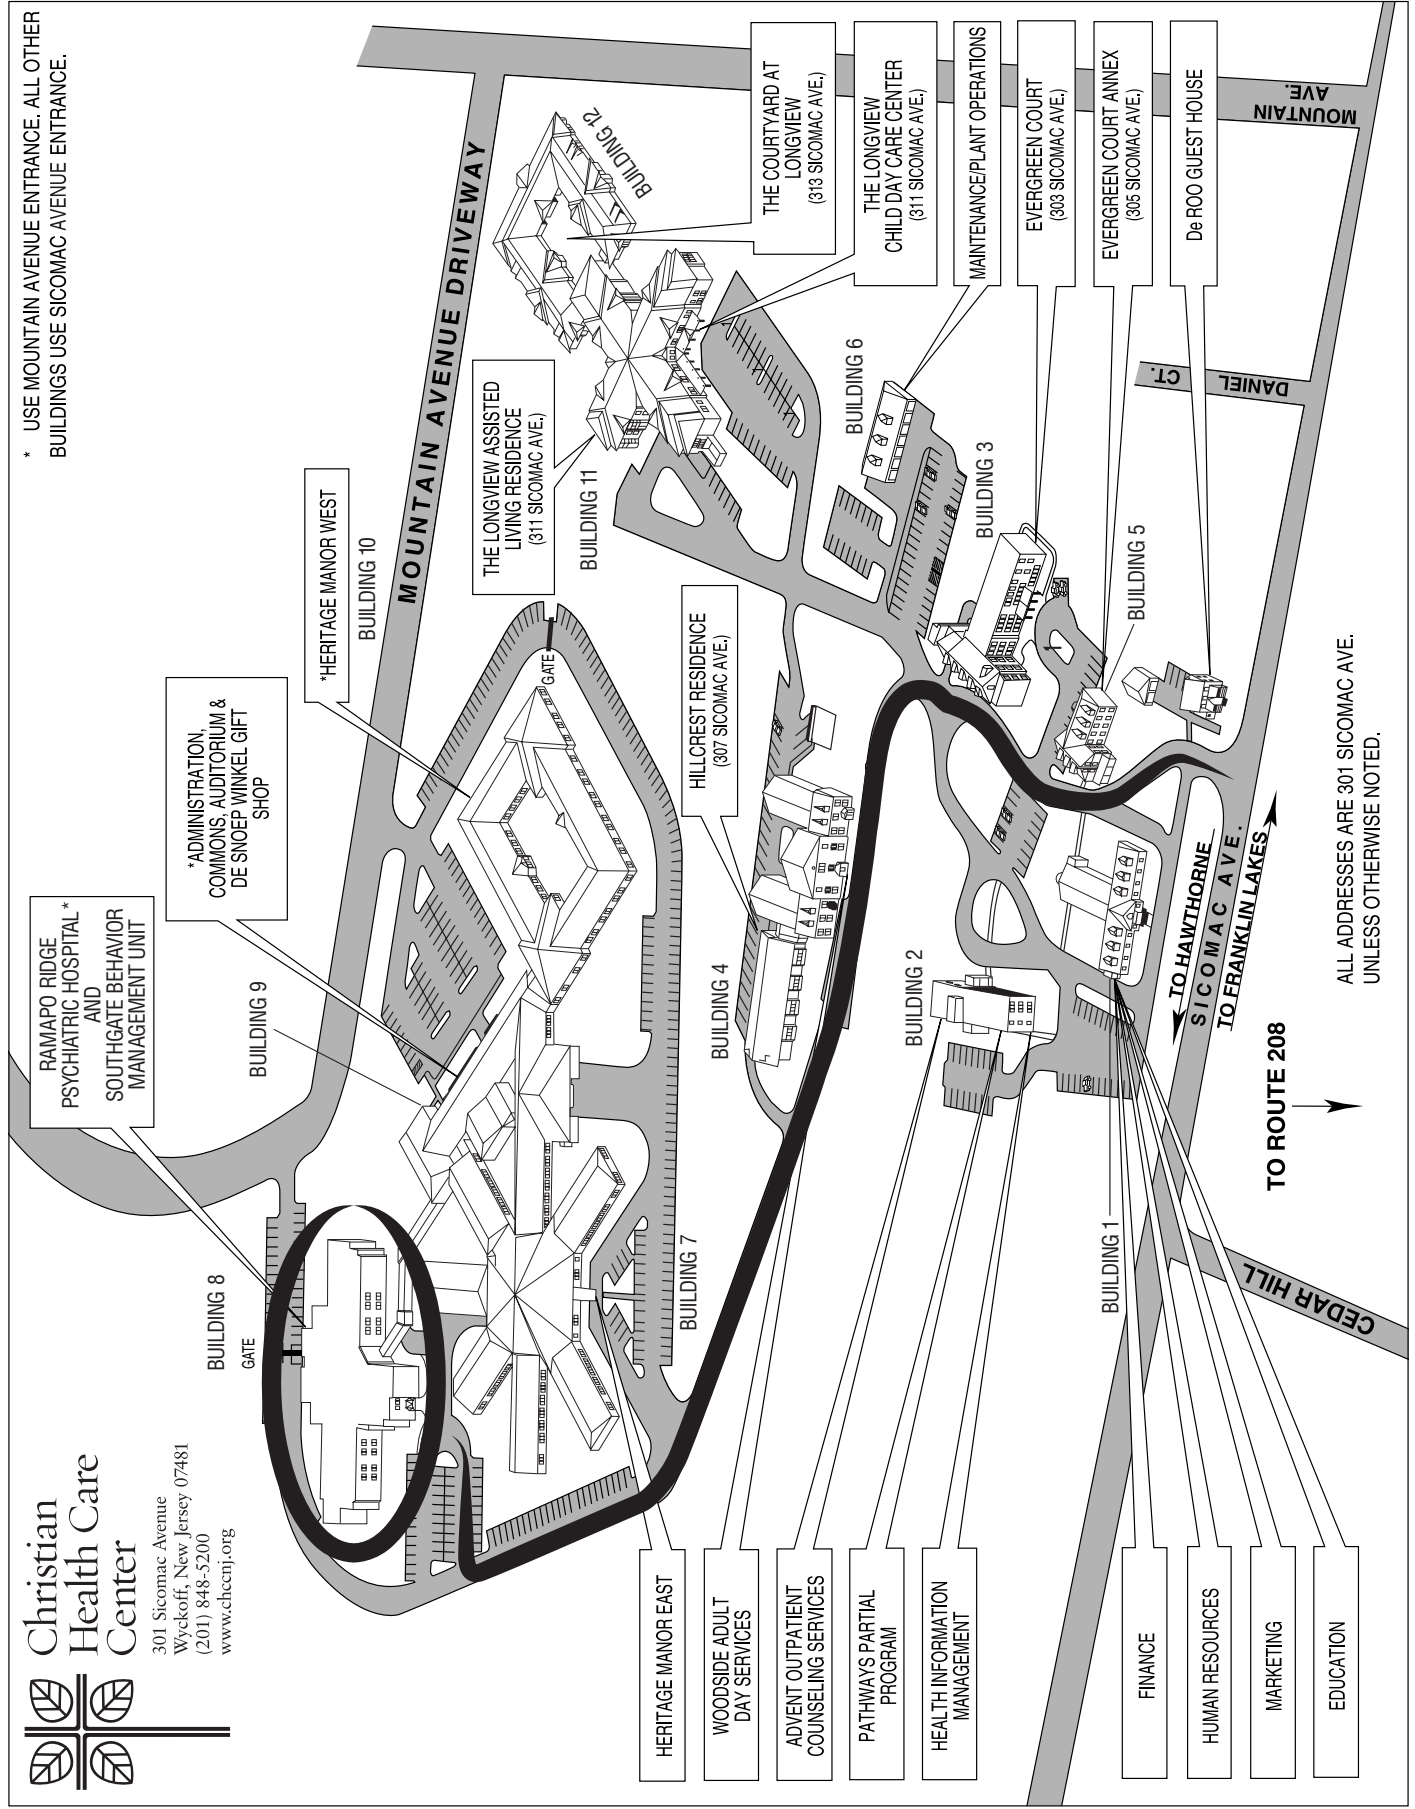 Christian
Health Care
Center
301 Sicomac Avenue
Wyckoff, New Jersey 07481
(201) 848-5200
www.chccnj.org
* USE MOUNTAIN AVENUE ENTRANCE. ALL OTHER
BUILDINGS USE SICOMAC AVENUE ENTRANCE.
RAMAPO RIDGE
PSYCHIATRIC HOSPITAL *
AND
SOUTHGATE BEHAVIOR
MANAGEMENT UNIT
*ADMINISTRATION,
COMMONS, AUDITORIUM &
DE SNOEP WINKEL GIFT
SHOP
*HERITAGE MANOR WEST
BUILDING 8
GATE
BUILDING 9
BUILDING 10
MOUNTAIN AVENUE DRIVEWAY
THE LONGVIEW ASSISTED
LIVING RESIDENCE
(311 SICOMAC AVE.)
BUILDING 11
BUILDING 12
GATE
HILLCREST RESIDENCE
(307 SICOMAC AVE.)
BUILDING 7
BUILDING 4
BUILDING 2
BUILDING 6
BUILDING 3
BUILDING 5
BUILDING 1
THE COURTYARD AT
LONGVIEW
(313 SICOMAC AVE.)
THE LONGVIEW
CHILD DAY CARE CENTER
(311 SICOMAC AVE.)
MAINTENANCE/PLANT OPERATIONS
EVERGREEN COURT
(303 SICOMAC AVE.)
EVERGREEN COURT ANNEX
(305 SICOMAC AVE.)
De ROO GUEST HOUSE
MOUNTAIN
AVE.
DANIEL
CT.
HERITAGE MANOR EAST
WOODSIDE ADULT
DAY SERVICES
ADVENT OUTPATIENT
COUNSELING SERVICES
PATHWAYS PARTIAL
PROGRAM
HEALTH INFORMATION
MANAGEMENT
FINANCE
HUMAN RESOURCES
MARKETING
EDUCATION
TO HAWTHORNE
SICOMAC AVE.
TO FRANKLIN LAKES
TO ROUTE 208
CEDAR HILL
ALL ADDRESSES ARE 301 SICOMAC AVE.
UNLESS OTHERWISE NOTED.